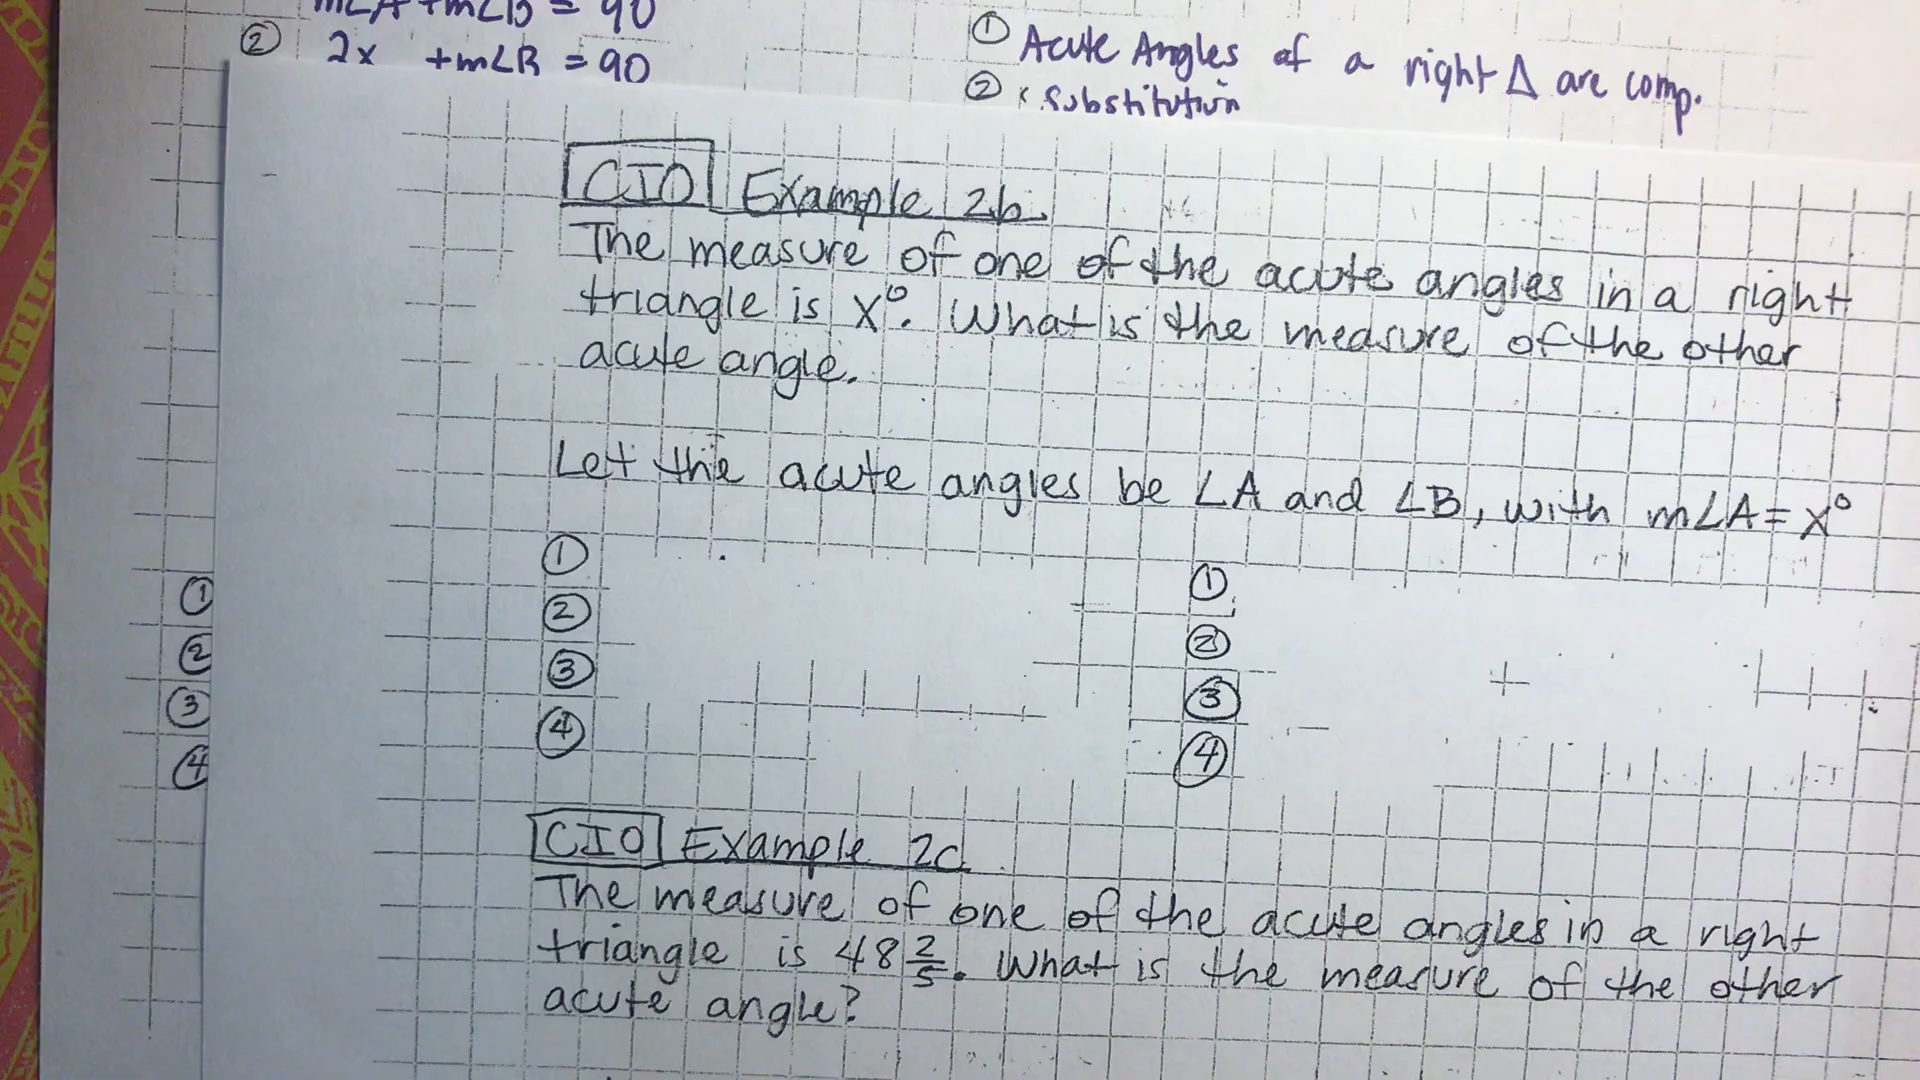 m∠A + m∠B = 90
② 2x + m∠B = 90
① Acute Angles of a right Δ are comp.
② Substitution
CIO Example 2b.
The measure of one of the acute angles in a right
triangle is x°. What is the measure of the other
acute angle.
Let the acute angles be ∠A and ∠B, with m∠A = x°
① ①
② ②
③ ③
④ ④
①
②
③
④
CIO Example 2c
The measure of one of the acute angles in a right
triangle is 48 2/5. What is the measure of the other
acute angle?